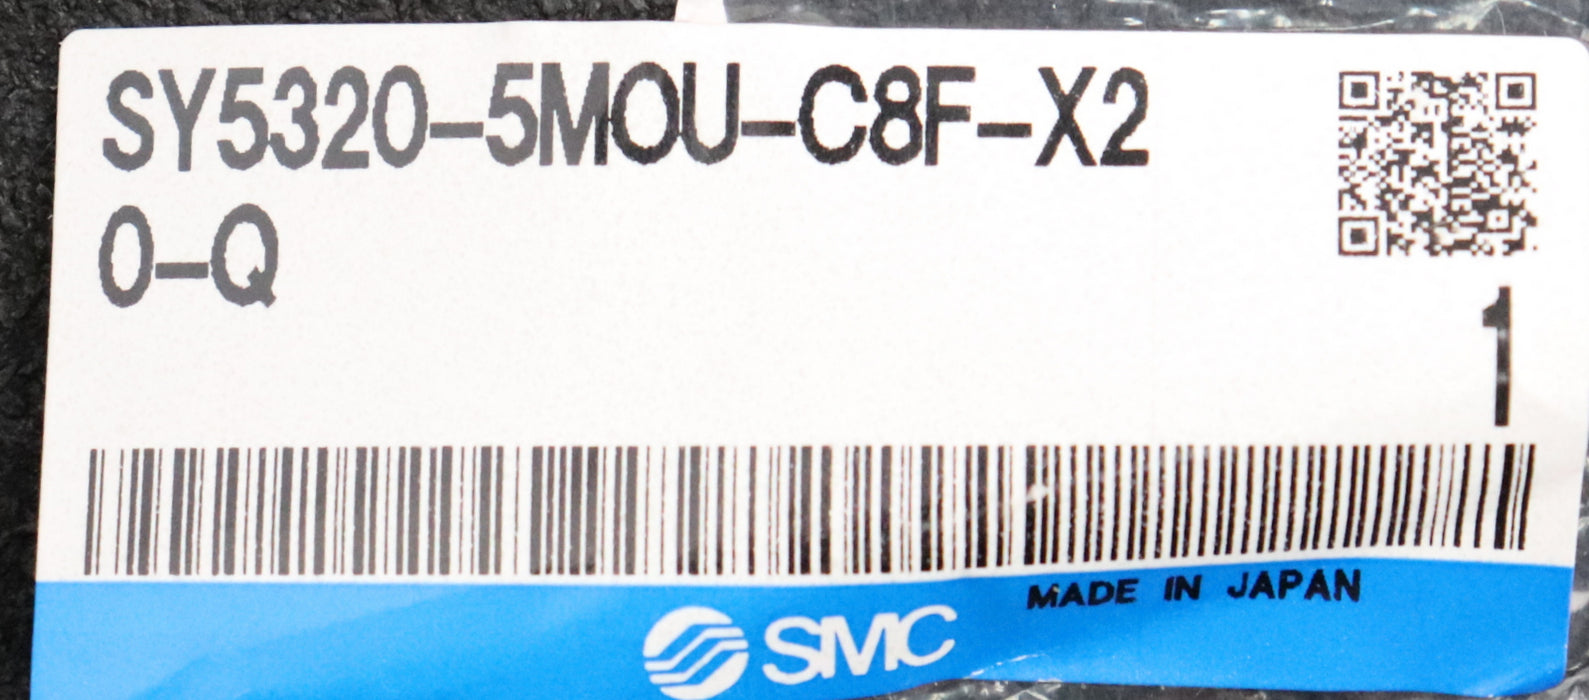 SY5320-5MOU-C8F-X2
0-Q
1
MADE IN JAPAN
SMC